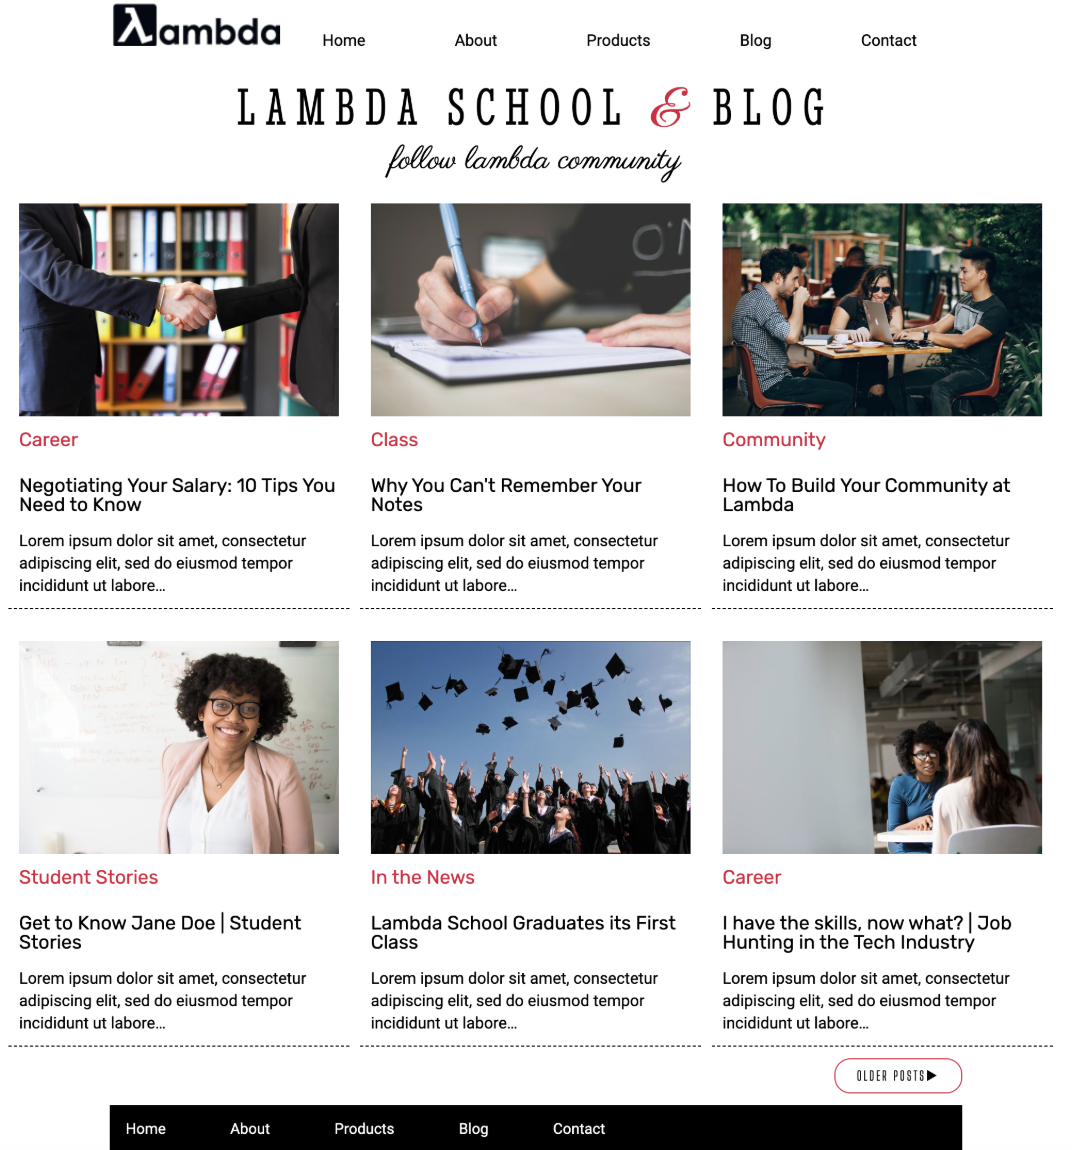 λambda
Home About Products Blog Contact
LAMBDA SCHOOL & BLOG
follow lambda community
Career
Negotiating Your Salary: 10 Tips You
Need to Know
Lorem ipsum dolor sit amet, consectetur
adipiscing elit, sed do eiusmod tempor
incididunt ut labore...
Class
Why You Can't Remember Your
Notes
Lorem ipsum dolor sit amet, consectetur
adipiscing elit, sed do eiusmod tempor
incididunt ut labore...
Community
How To Build Your Community at
Lambda
Lorem ipsum dolor sit amet, consectetur
adipiscing elit, sed do eiusmod tempor
incididunt ut labore...
Student Stories
Get to Know Jane Doe | Student
Stories
Lorem ipsum dolor sit amet, consectetur
adipiscing elit, sed do eiusmod tempor
incididunt ut labore...
In the News
Lambda School Graduates its First
Class
Lorem ipsum dolor sit amet, consectetur
adipiscing elit, sed do eiusmod tempor
incididunt ut labore...
Career
I have the skills, now what? | Job
Hunting in the Tech Industry
Lorem ipsum dolor sit amet, consectetur
adipiscing elit, sed do eiusmod tempor
incididunt ut labore...
OLDER POSTS▶
Home About Products Blog Contact